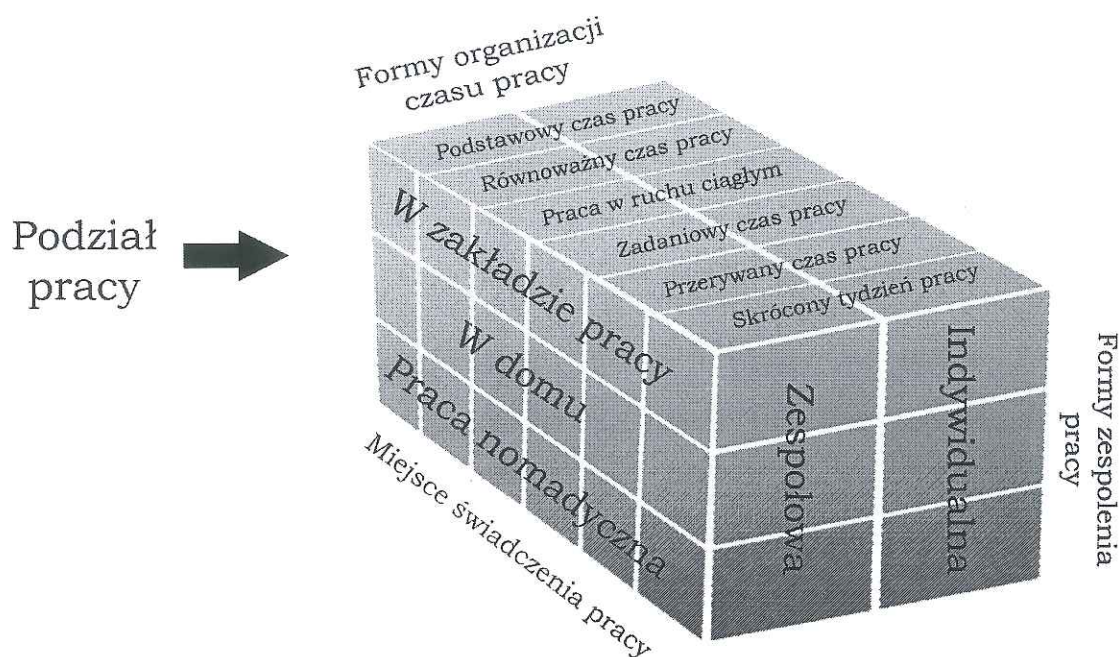 Formy organizacji
czasu pracy
Podstawowy czas pracy
Równoważny czas pracy
Praca w ruchu ciągłym
Zadaniowy czas pracy
Przerywany czas pracy
Skrócony tydzień pracy
Podział
pracy
W zakładzie pracy
W domu
Praca nomadyczna
Miejsce świadczenia pracy
Zespołowa
Indywidualna
Formy zespolenia
pracy